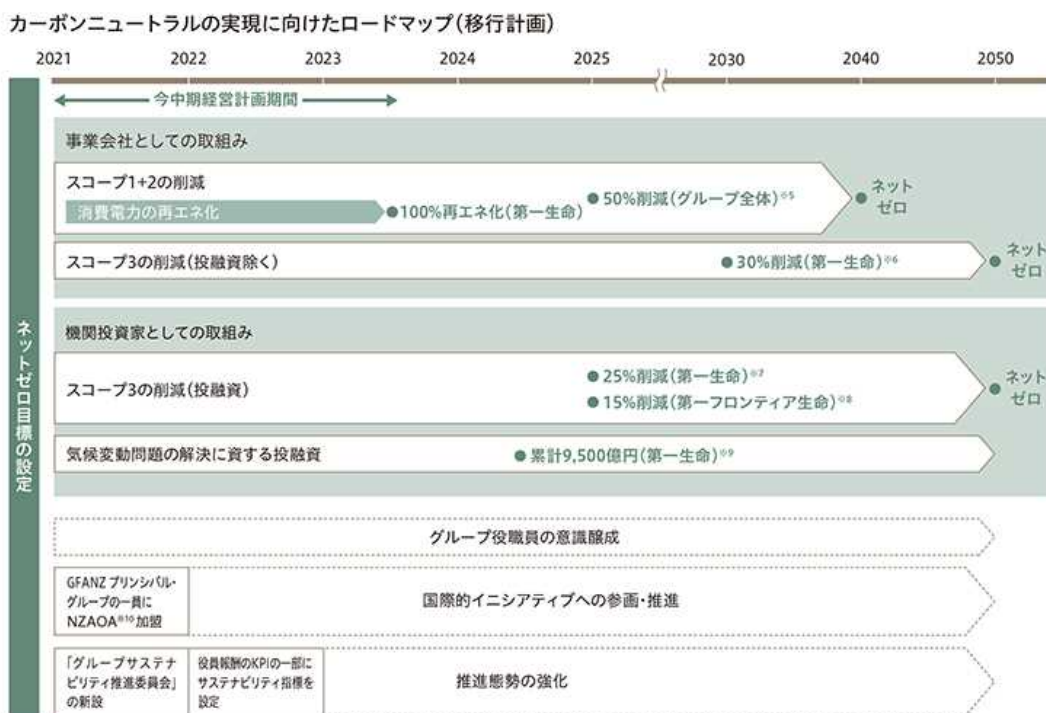 カーボンニュートラルの実現に向けたロードマップ(移行計画)
2021 2022 2023 2024 2025 2030 2040 2050
今中期経営計画期間
ネットゼロ目標の設定
事業会社としての取組み
スコープ1+2の削減
消費電力の再エネ化
●100%再エネ化(第一生命)
●50%削減(グループ全体)※5
●ネット
ゼロ
スコープ3の削減(投融資除く)
●30%削減(第一生命)※6
●ネット
ゼロ
機関投資家としての取組み
スコープ3の削減(投融資)
●25%削減(第一生命)※7
●15%削減(第一フロンティア生命)※8
●ネット
ゼロ
気候変動問題の解決に資する投融資
●累計9,500億円(第一生命)※9
グループ役職員の意識醸成
GFANZ プリンシパル・
グループの一員に
NZAOA※10加盟
国際的イニシアティブへの参画・推進
「グループサステナ
ビリティ推進委員会」
の新設
役員報酬のKPIの一部に
サステナビリティ指標を
設定
推進態勢の強化